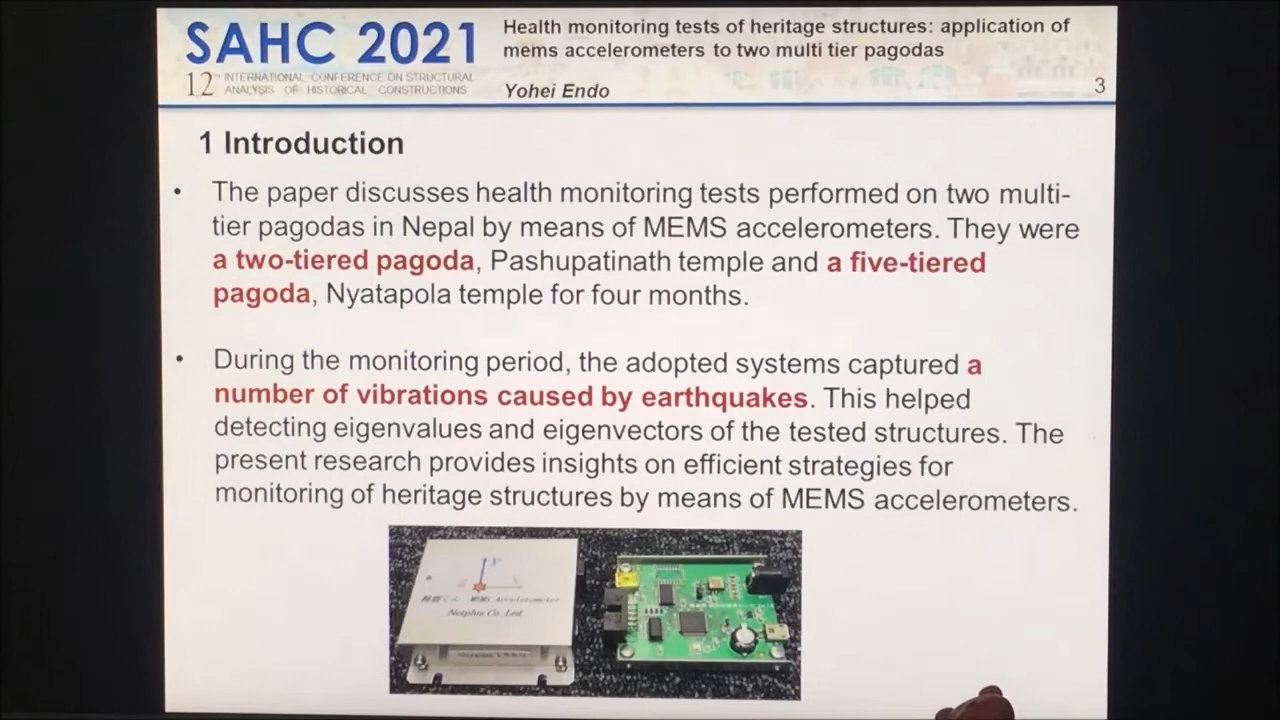 SAHC 2021
12th INTERNATIONAL CONFERENCE ON STRUCTURAL
ANALYSIS OF HISTORICAL CONSTRUCTIONS
Health monitoring tests of heritage structures: application of
mems accelerometers to two multi tier pagodas
Yohei Endo
3
1 Introduction
• The paper discusses health monitoring tests performed on two multi-
tier pagodas in Nepal by means of MEMS accelerometers. They were
a two-tiered pagoda, Pashupatinath temple and a five-tiered
pagoda, Nyatapola temple for four months.
• During the monitoring period, the adopted systems captured a
number of vibrations caused by earthquakes. This helped
detecting eigenvalues and eigenvectors of the tested structures. The
present research provides insights on efficient strategies for
monitoring of heritage structures by means of MEMS accelerometers.
y
x
MEMS Accelerometer
Netplus Co. Ltd